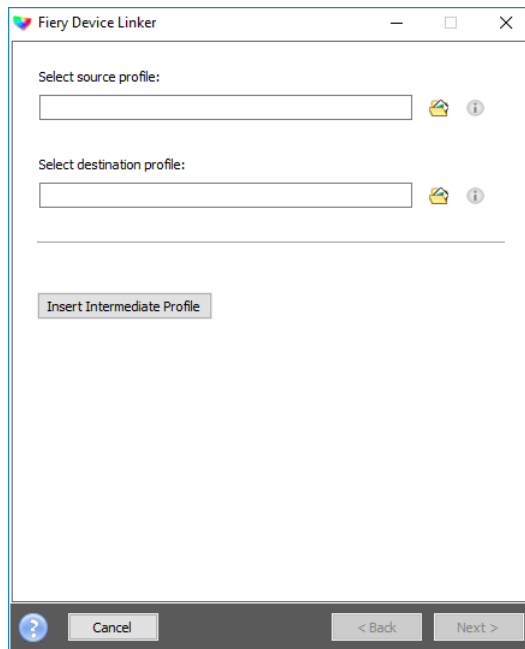 Fiery Device Linker
Select source profile:
Select destination profile:
Insert Intermediate Profile
? Cancel < Back Next >